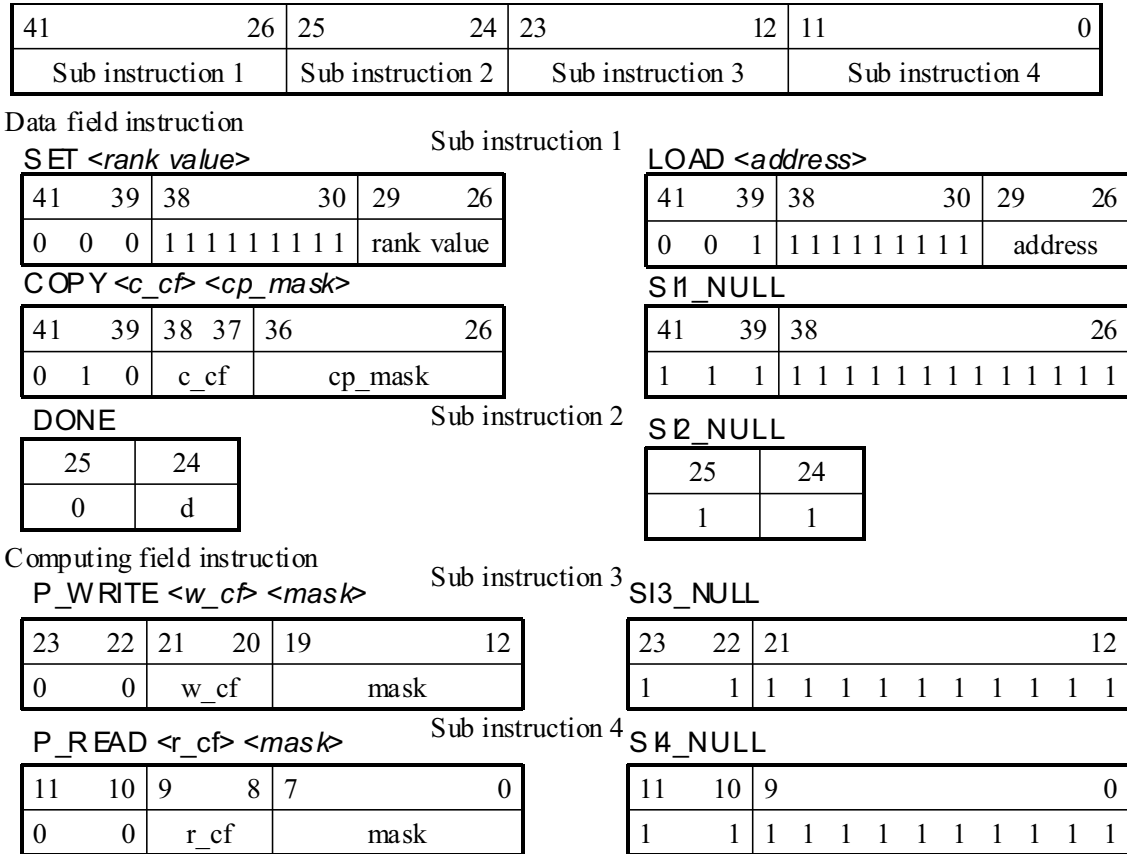 41 26 25 24 23 12 11 0
Sub instruction 1 Sub instruction 2 Sub instruction 3 Sub instruction 4
Data field instruction
Sub instruction 1
SET <rank value> LOAD <address>
41 39 38 30 29 26 41 39 38 30 29 26
0 0 0 1 1 1 1 1 1 1 1 1 rank value 0 0 1 1 1 1 1 1 1 1 1 1 address
COPY <c_cf> <cp_mask> SI1_NULL
41 39 38 37 36 26 41 39 38 26
0 1 0 c_cf cp_mask 1 1 1 1 1 1 1 1 1 1 1 1 1 1 1 1
DONE Sub instruction 2 SI2_NULL
25 24 25 24
0 d 1 1
Computing field instruction
Sub instruction 3
P_WRITE <w_cf> <mask> SI3_NULL
23 22 21 20 19 12 23 22 21 12
0 0 w_cf mask 1 1 1 1 1 1 1 1 1 1 1 1
Sub instruction 4
P_READ <r_cf> <mask> SI4_NULL
11 10 9 8 7 0 11 10 9 0
0 0 r_cf mask 1 1 1 1 1 1 1 1 1 1 1 1